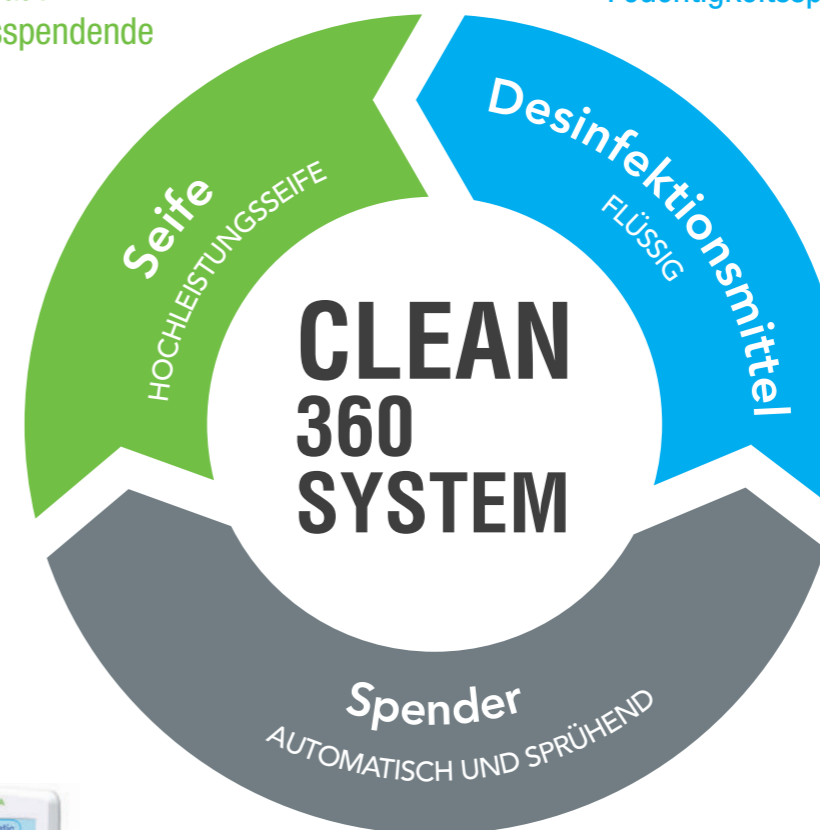 sspendende
Seife
HOCHLEISTUNGSSEIFE
Desinfektionsmittel
FLÜSSIG
CLEAN
360
SYSTEM
Spender
AUTOMATISCH UND SPRÜHEND